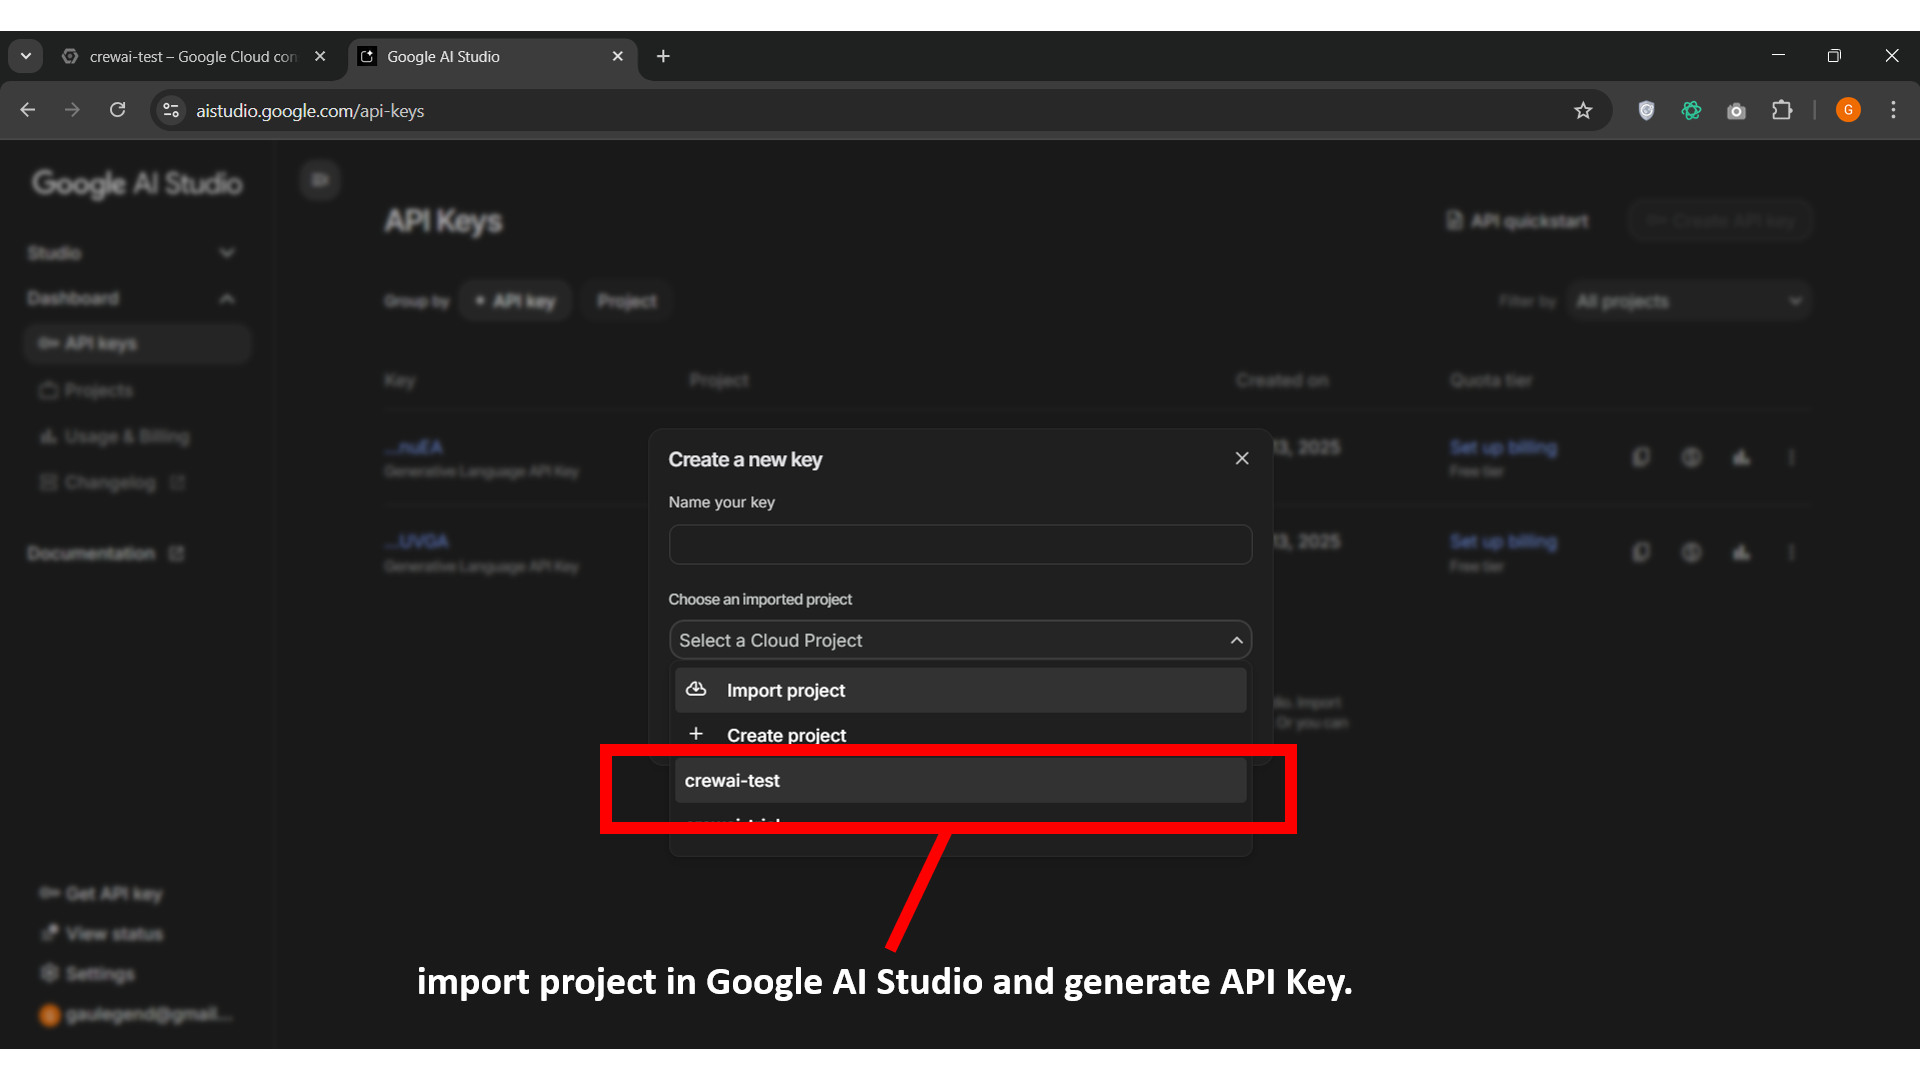 crewai-test – Google Cloud con
Google AI Studio
aistudio.google.com/api-keys
G
Google AI Studio
Studio
Dashboard
API keys
Projects
Usage & Billing
Changelog
Documentation
Get API key
View status
Settings
gaulegend@gmail...
API Keys
API quickstart
Create API key
Group by
API key
Project
Filter by
All projects
Key
Project
Created on
Quota tier
...nuEA
Generative Language API Key
13, 2025
Set up billing
Free tier
...UVGA
Generative Language API Key
13, 2025
Set up billing
Free tier
Import
Or you can
Create a new key
Name your key
Choose an imported project
Select a Cloud Project
Import project
Create project
crewai-test
import project in Google AI Studio and generate API Key.